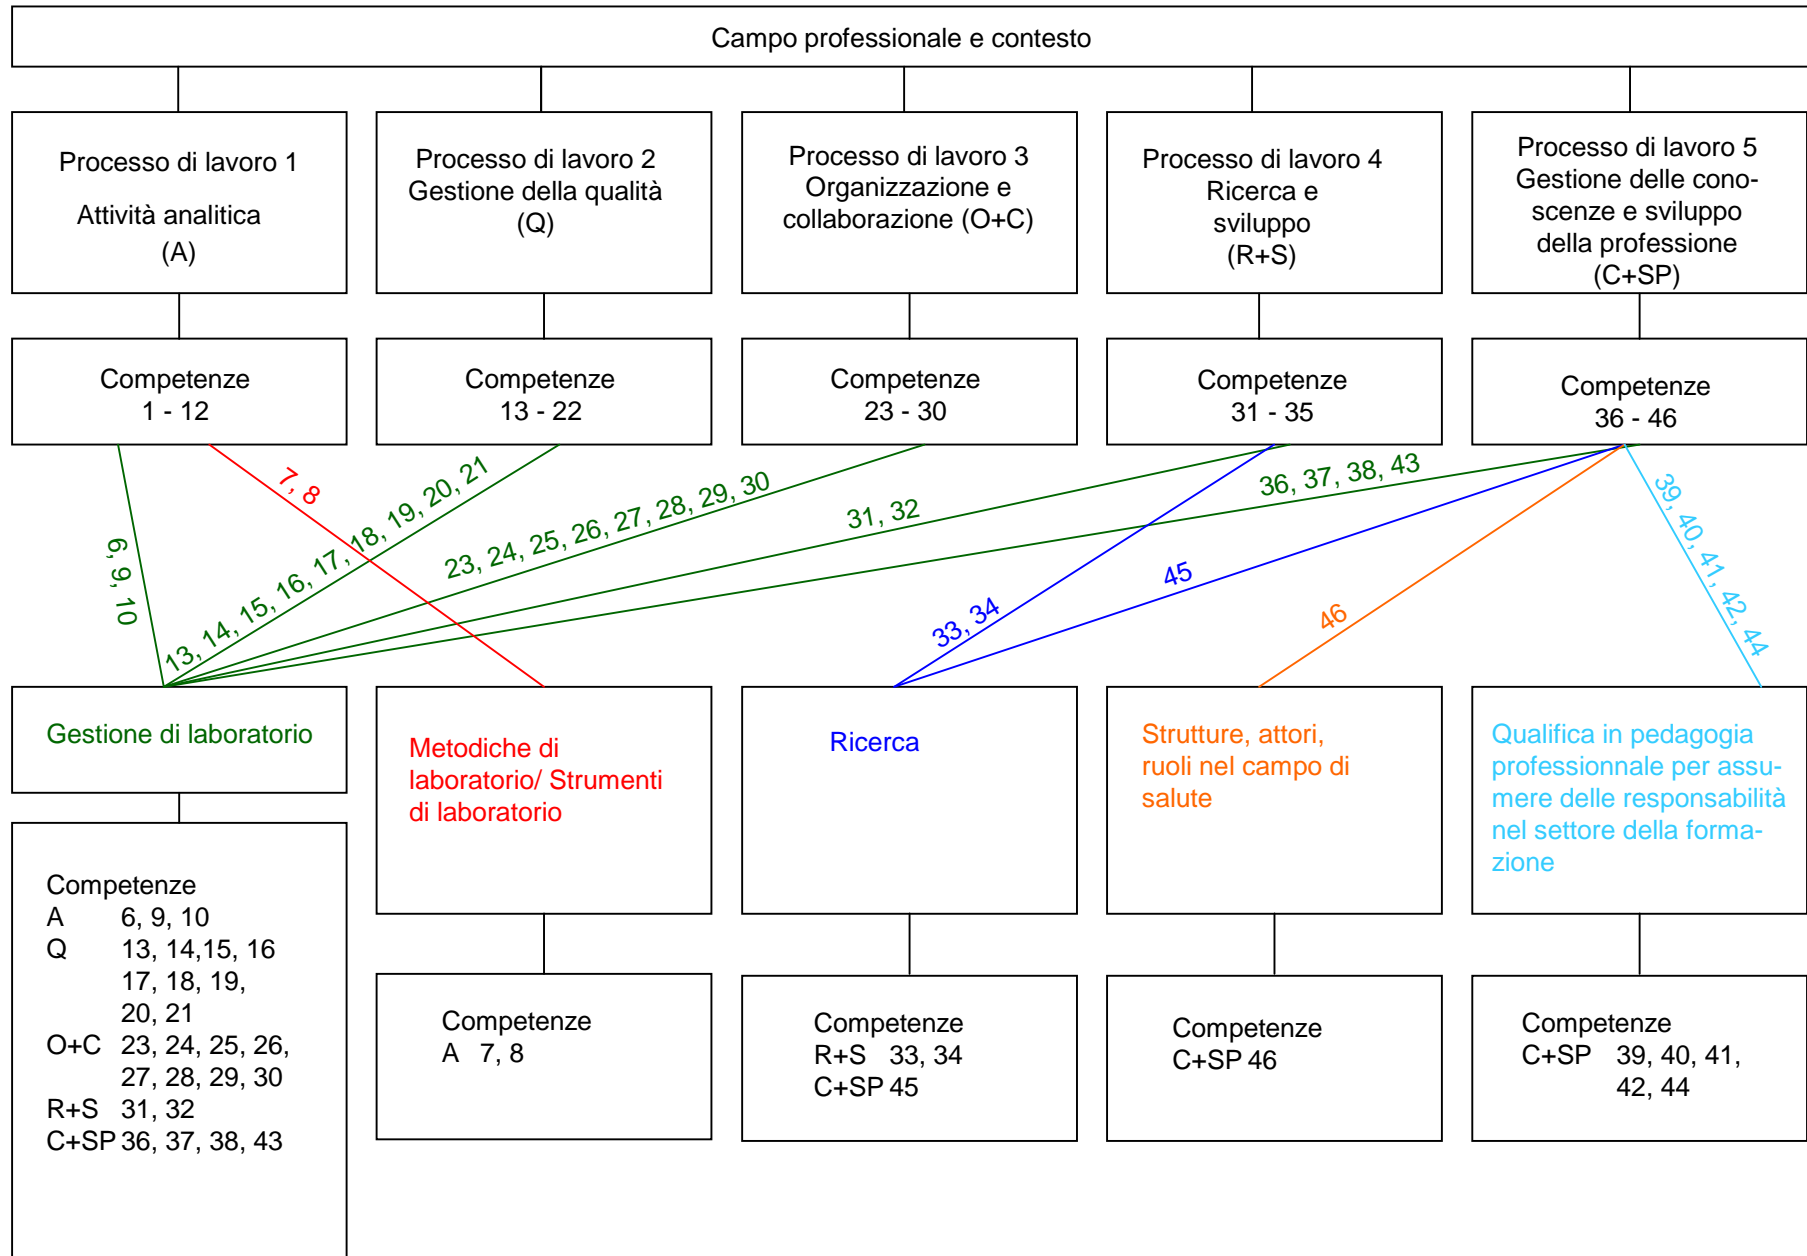 Campo professionale e contesto
Processo di lavoro 1
Attività analitica
(A)
Processo di lavoro 2
Gestione della qualità
(Q)
Processo di lavoro 3
Organizzazione e
collaborazione (O+C)
Processo di lavoro 4
Ricerca e
sviluppo
(R+S)
Processo di lavoro 5
Gestione delle cono-
scenze e sviluppo
della professione
(C+SP)
Competenze
1 - 12
Competenze
13 - 22
Competenze
23 - 30
Competenze
31 - 35
Competenze
36 - 46
6, 9, 10
7, 8
13, 14, 15, 16, 17, 18, 19, 20, 21
23, 24, 25, 26, 27, 28, 29, 30
31, 32
36, 37, 38, 43
33, 34
45
46
39, 40, 41, 42, 44
Gestione di laboratorio
Metodiche di
laboratorio/ Strumenti
di laboratorio
Ricerca
Strutture, attori,
ruoli nel campo di
salute
Qualifica in pedagogia
professionnale per assu-
mere delle responsabilità
nel settore della forma-
zione
Competenze
A 6, 9, 10
Q 13, 14,15, 16
17, 18, 19,
20, 21
O+C 23, 24, 25, 26,
27, 28, 29, 30
R+S 31, 32
C+SP 36, 37, 38, 43
Competenze
A 7, 8
Competenze
R+S 33, 34
C+SP 45
Competenze
C+SP 46
Competenze
C+SP 39, 40, 41,
42, 44